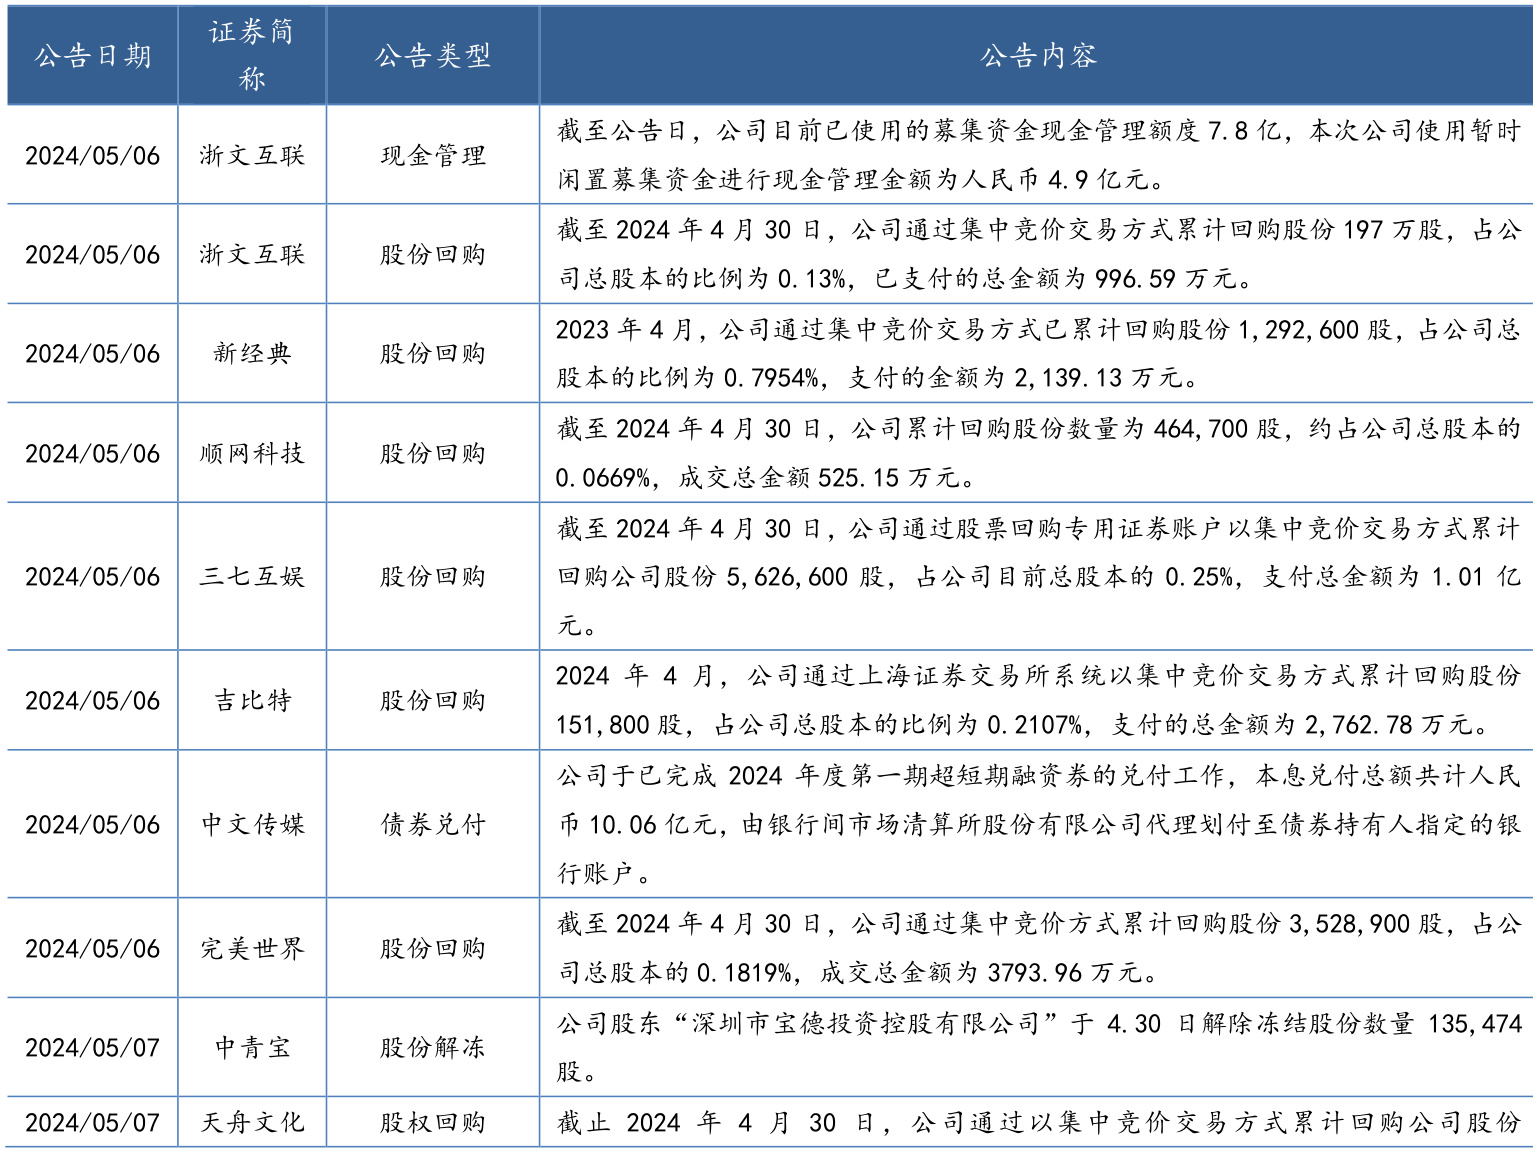 公告日期
证券简
称
公告类型
公告内容
2024/05/06
浙文互联
现金管理
截至公告日，公司目前已使用的募集资金现金管理额度 7.8 亿，本次公司使用暂时
闲置募集资金进行现金管理金额为人民币 4.9 亿元。
2024/05/06
浙文互联
股份回购
截至 2024 年 4 月 30 日，公司通过集中竞价交易方式累计回购股份 197 万股，占公
司总股本的比例为 0.13%，已支付的总金额为 996.59 万元。
2024/05/06
新经典
股份回购
2023 年 4 月，公司通过集中竞价交易方式已累计回购股份 1,292,600 股，占公司总
股本的比例为 0.7954%，支付的金额为 2,139.13 万元。
2024/05/06
顺网科技
股份回购
截至 2024 年 4 月 30 日，公司累计回购股份数量为 464,700 股，约占公司总股本的
0.0669%，成交总金额 525.15 万元。
2024/05/06
三七互娱
股份回购
截至 2024 年 4 月 30 日，公司通过股票回购专用证券账户以集中竞价交易方式累计
回购公司股份 5,626,600 股，占公司目前总股本的 0.25%，支付总金额为 1.01 亿
元。
2024/05/06
吉比特
股份回购
2024 年 4 月，公司通过上海证券交易所系统以集中竞价交易方式累计回购股份
151,800 股，占公司总股本的比例为 0.2107%，支付的总金额为 2,762.78 万元。
2024/05/06
中文传媒
债券兑付
公司于已完成 2024 年度第一期超短期融资券的兑付工作，本息兑付总额共计人民
币 10.06 亿元，由银行间市场清算所股份有限公司代理划付至债券持有人指定的银
行账户。
2024/05/06
完美世界
股份回购
截至 2024 年 4 月 30 日，公司通过集中竞价方式累计回购股份 3,528,900 股，占公
司总股本的 0.1819%，成交总金额为 3793.96 万元。
2024/05/07
中青宝
股份解冻
公司股东“深圳市宝德投资控股有限公司”于 4.30 日解除冻结股份数量 135,474
股。
2024/05/07
天舟文化
股权回购
截止 2024 年 4 月 30 日，公司通过以集中竞价交易方式累计回购公司股份